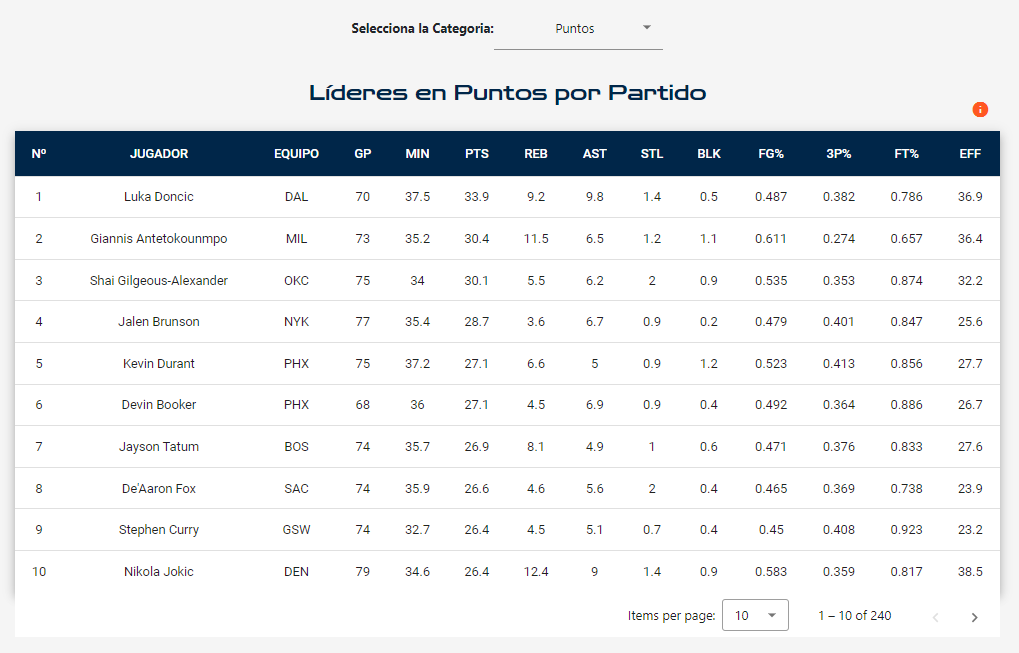 Selecciona la Categoria: Puntos
Líderes en Puntos por Partido
Nº JUGADOR EQUIPO GP MIN PTS REB AST STL BLK FG% 3P% FT% EFF
1 Luka Doncic DAL 70 37.5 33.9 9.2 9.8 1.4 0.5 0.487 0.382 0.786 36.9
2 Giannis Antetokounmpo MIL 73 35.2 30.4 11.5 6.5 1.2 1.1 0.611 0.274 0.657 36.4
3 Shai Gilgeous-Alexander OKC 75 34 30.1 5.5 6.2 2 0.9 0.535 0.353 0.874 32.2
4 Jalen Brunson NYK 77 35.4 28.7 3.6 6.7 0.9 0.2 0.479 0.401 0.847 25.6
5 Kevin Durant PHX 75 37.2 27.1 6.6 5 0.9 1.2 0.523 0.413 0.856 27.7
6 Devin Booker PHX 68 36 27.1 4.5 6.9 0.9 0.4 0.492 0.364 0.886 26.7
7 Jayson Tatum BOS 74 35.7 26.9 8.1 4.9 1 0.6 0.471 0.376 0.833 27.6
8 De'Aaron Fox SAC 74 35.9 26.6 4.6 5.6 2 0.4 0.465 0.369 0.738 23.9
9 Stephen Curry GSW 74 32.7 26.4 4.5 5.1 0.7 0.4 0.45 0.408 0.923 23.2
10 Nikola Jokic DEN 79 34.6 26.4 12.4 9 1.4 0.9 0.583 0.359 0.817 38.5
Items per page: 10 1 – 10 of 240